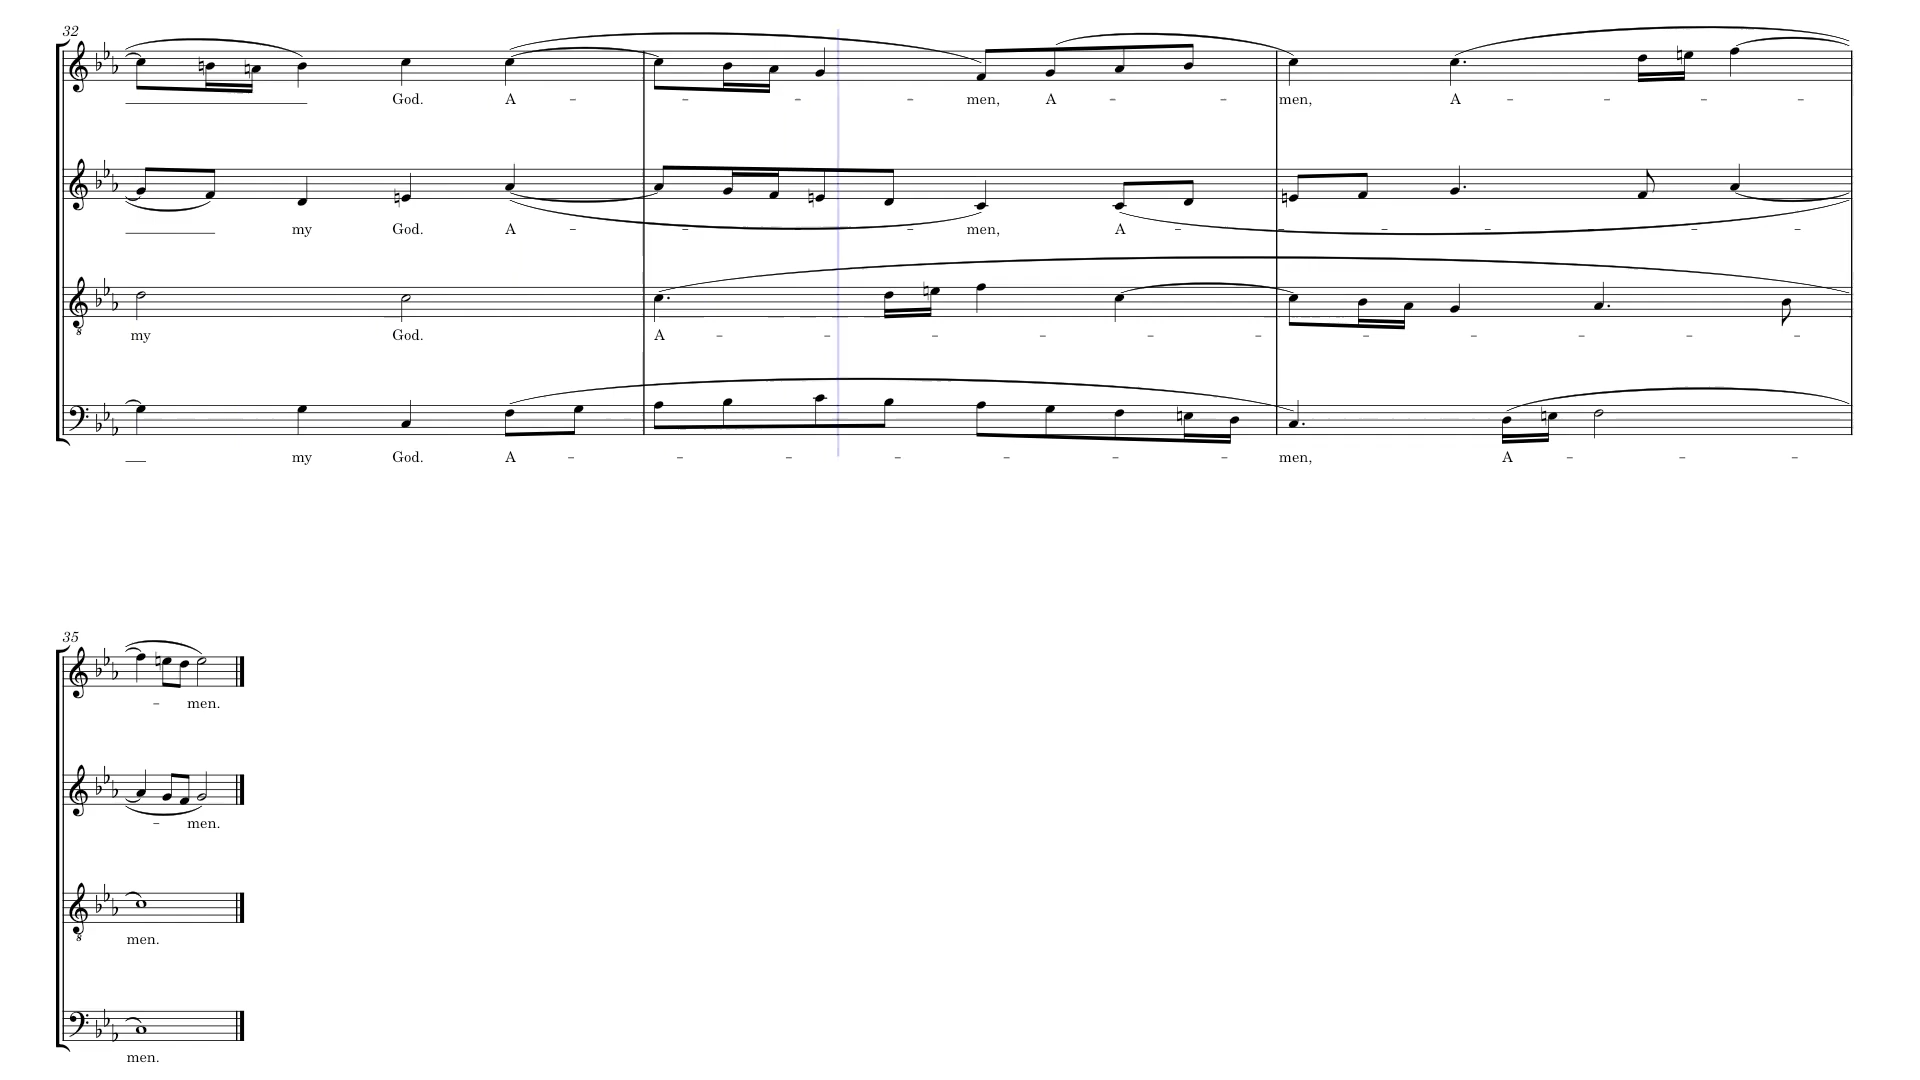 32
God. A - - - - men, A - - men, A - - - -
my God. A - - - men, A - - - - - - -
my God. A - - - - - - - - - - -
my God. A - - - - - - - men, A - - -
35
- men.
- men.
men.
men.